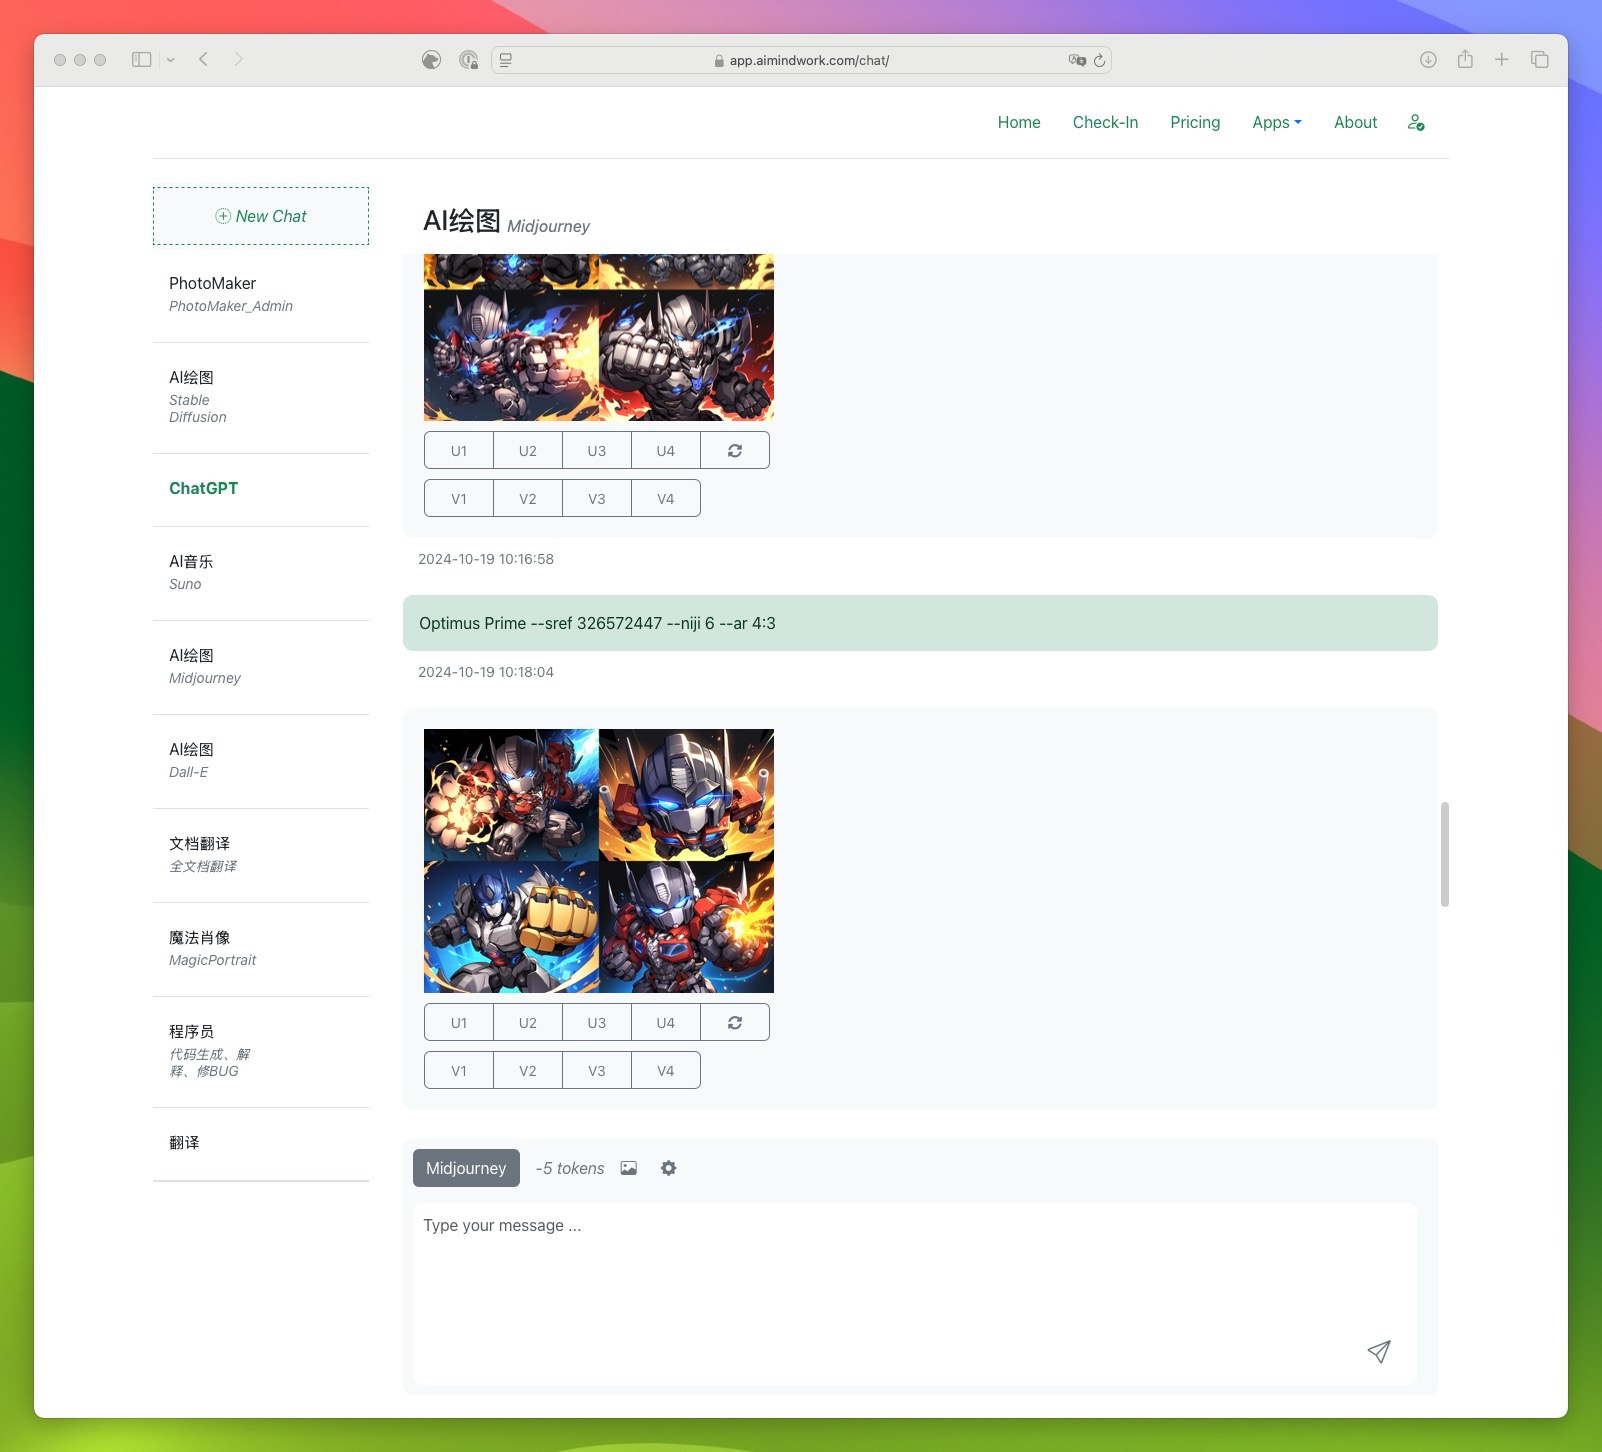 app.aimindwork.com/chat/
Home Check-In Pricing Apps About
New Chat
PhotoMaker
PhotoMaker_Admin
AI绘图
Stable
Diffusion
ChatGPT
AI音乐
Suno
AI绘图
Midjourney
AI绘图
Dall-E
文档翻译
全文档翻译
魔法肖像
MagicPortrait
程序员
代码生成、解
释、修BUG
翻译
AI绘图 Midjourney
U1 U2 U3 U4
V1 V2 V3 V4
2024-10-19 10:16:58
Optimus Prime --sref 326572447 --niji 6 --ar 4:3
2024-10-19 10:18:04
U1 U2 U3 U4
V1 V2 V3 V4
Midjourney -5 tokens
Type your message ...